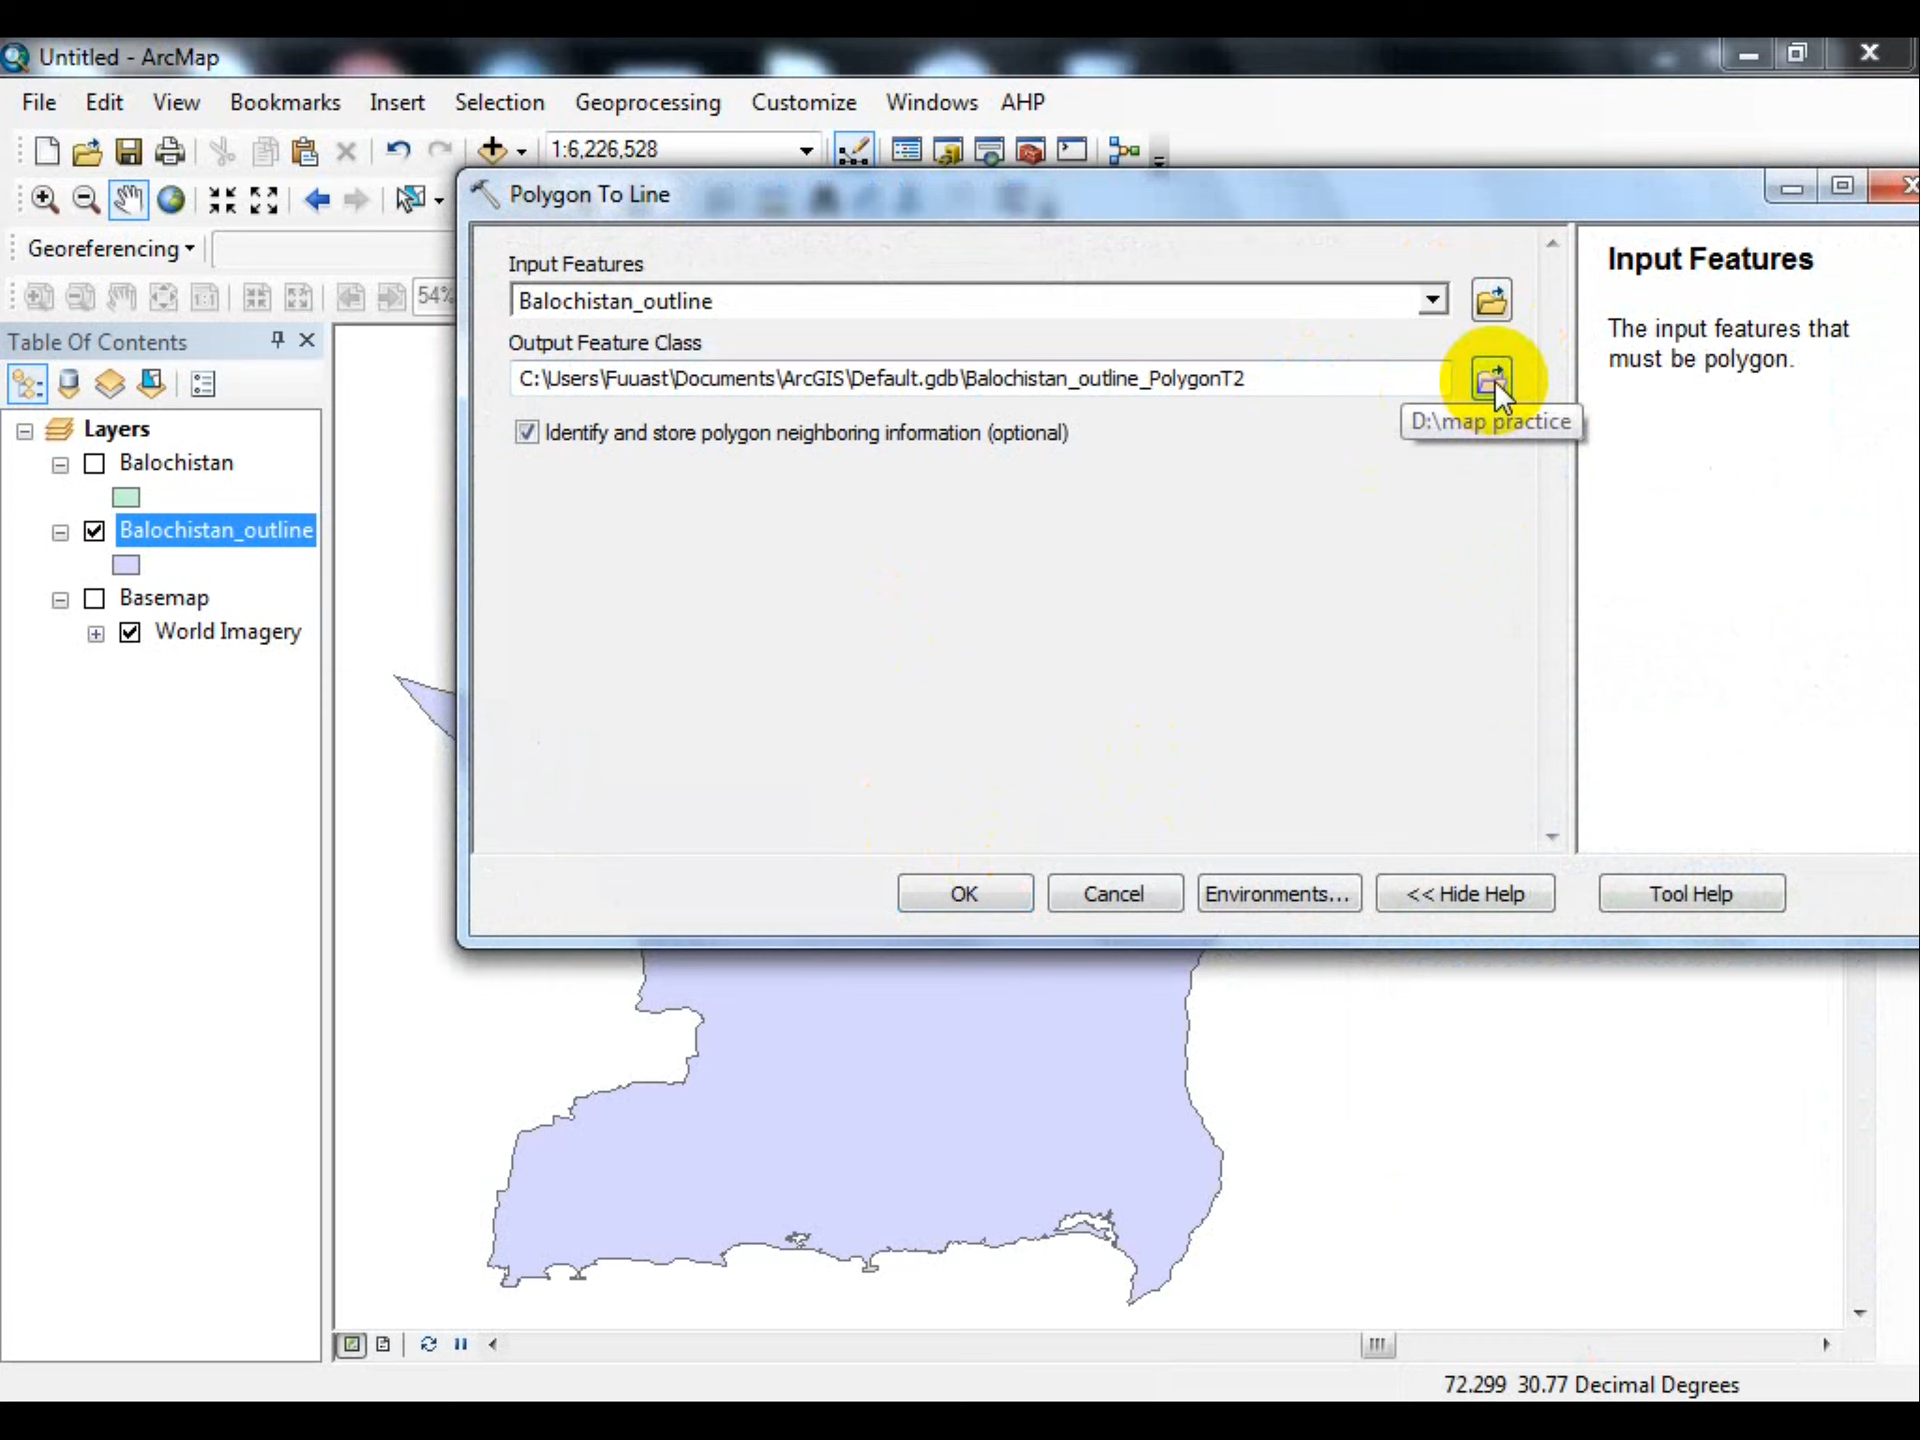 Untitled - ArcMap
File Edit View Bookmarks Insert Selection Geoprocessing Customize Windows AHP
1:6,226,528
Polygon To Line
Georeferencing
54%
Input Features
Balochistan_outline
Output Feature Class
C:\Users\Fuuast\Documents\ArcGIS\Default.gdb\Balochistan_outline_PolygonT2
D:\map practice
Identify and store polygon neighboring information (optional)
Input Features
The input features that
must be polygon.
Table Of Contents
Layers
Balochistan
Balochistan_outline
Basemap
World Imagery
OK Cancel Environments... << Hide Help Tool Help
72.299 30.77 Decimal Degrees